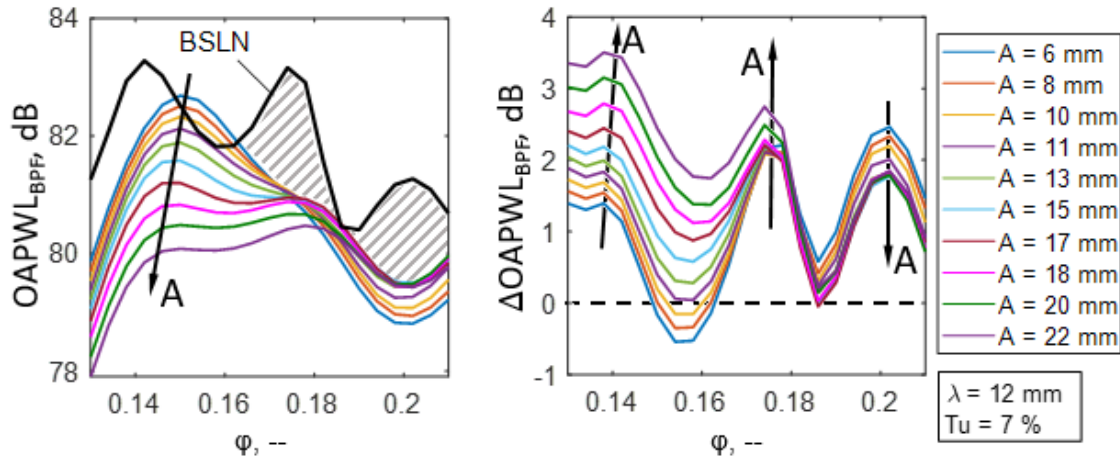 84
82
80
78
OAPWL_BPF, dB
BSLN
A
A
0.14
0.16
0.18
0.2
φ, --
4
3
2
1
0
-1
ΔOAPWL_BPF, dB
A
A
A
0.14
0.16
0.18
0.2
φ, --
A = 6 mm
A = 8 mm
A = 10 mm
A = 11 mm
A = 13 mm
A = 15 mm
A = 17 mm
A = 18 mm
A = 20 mm
A = 22 mm
λ = 12 mm
Tu = 7 %